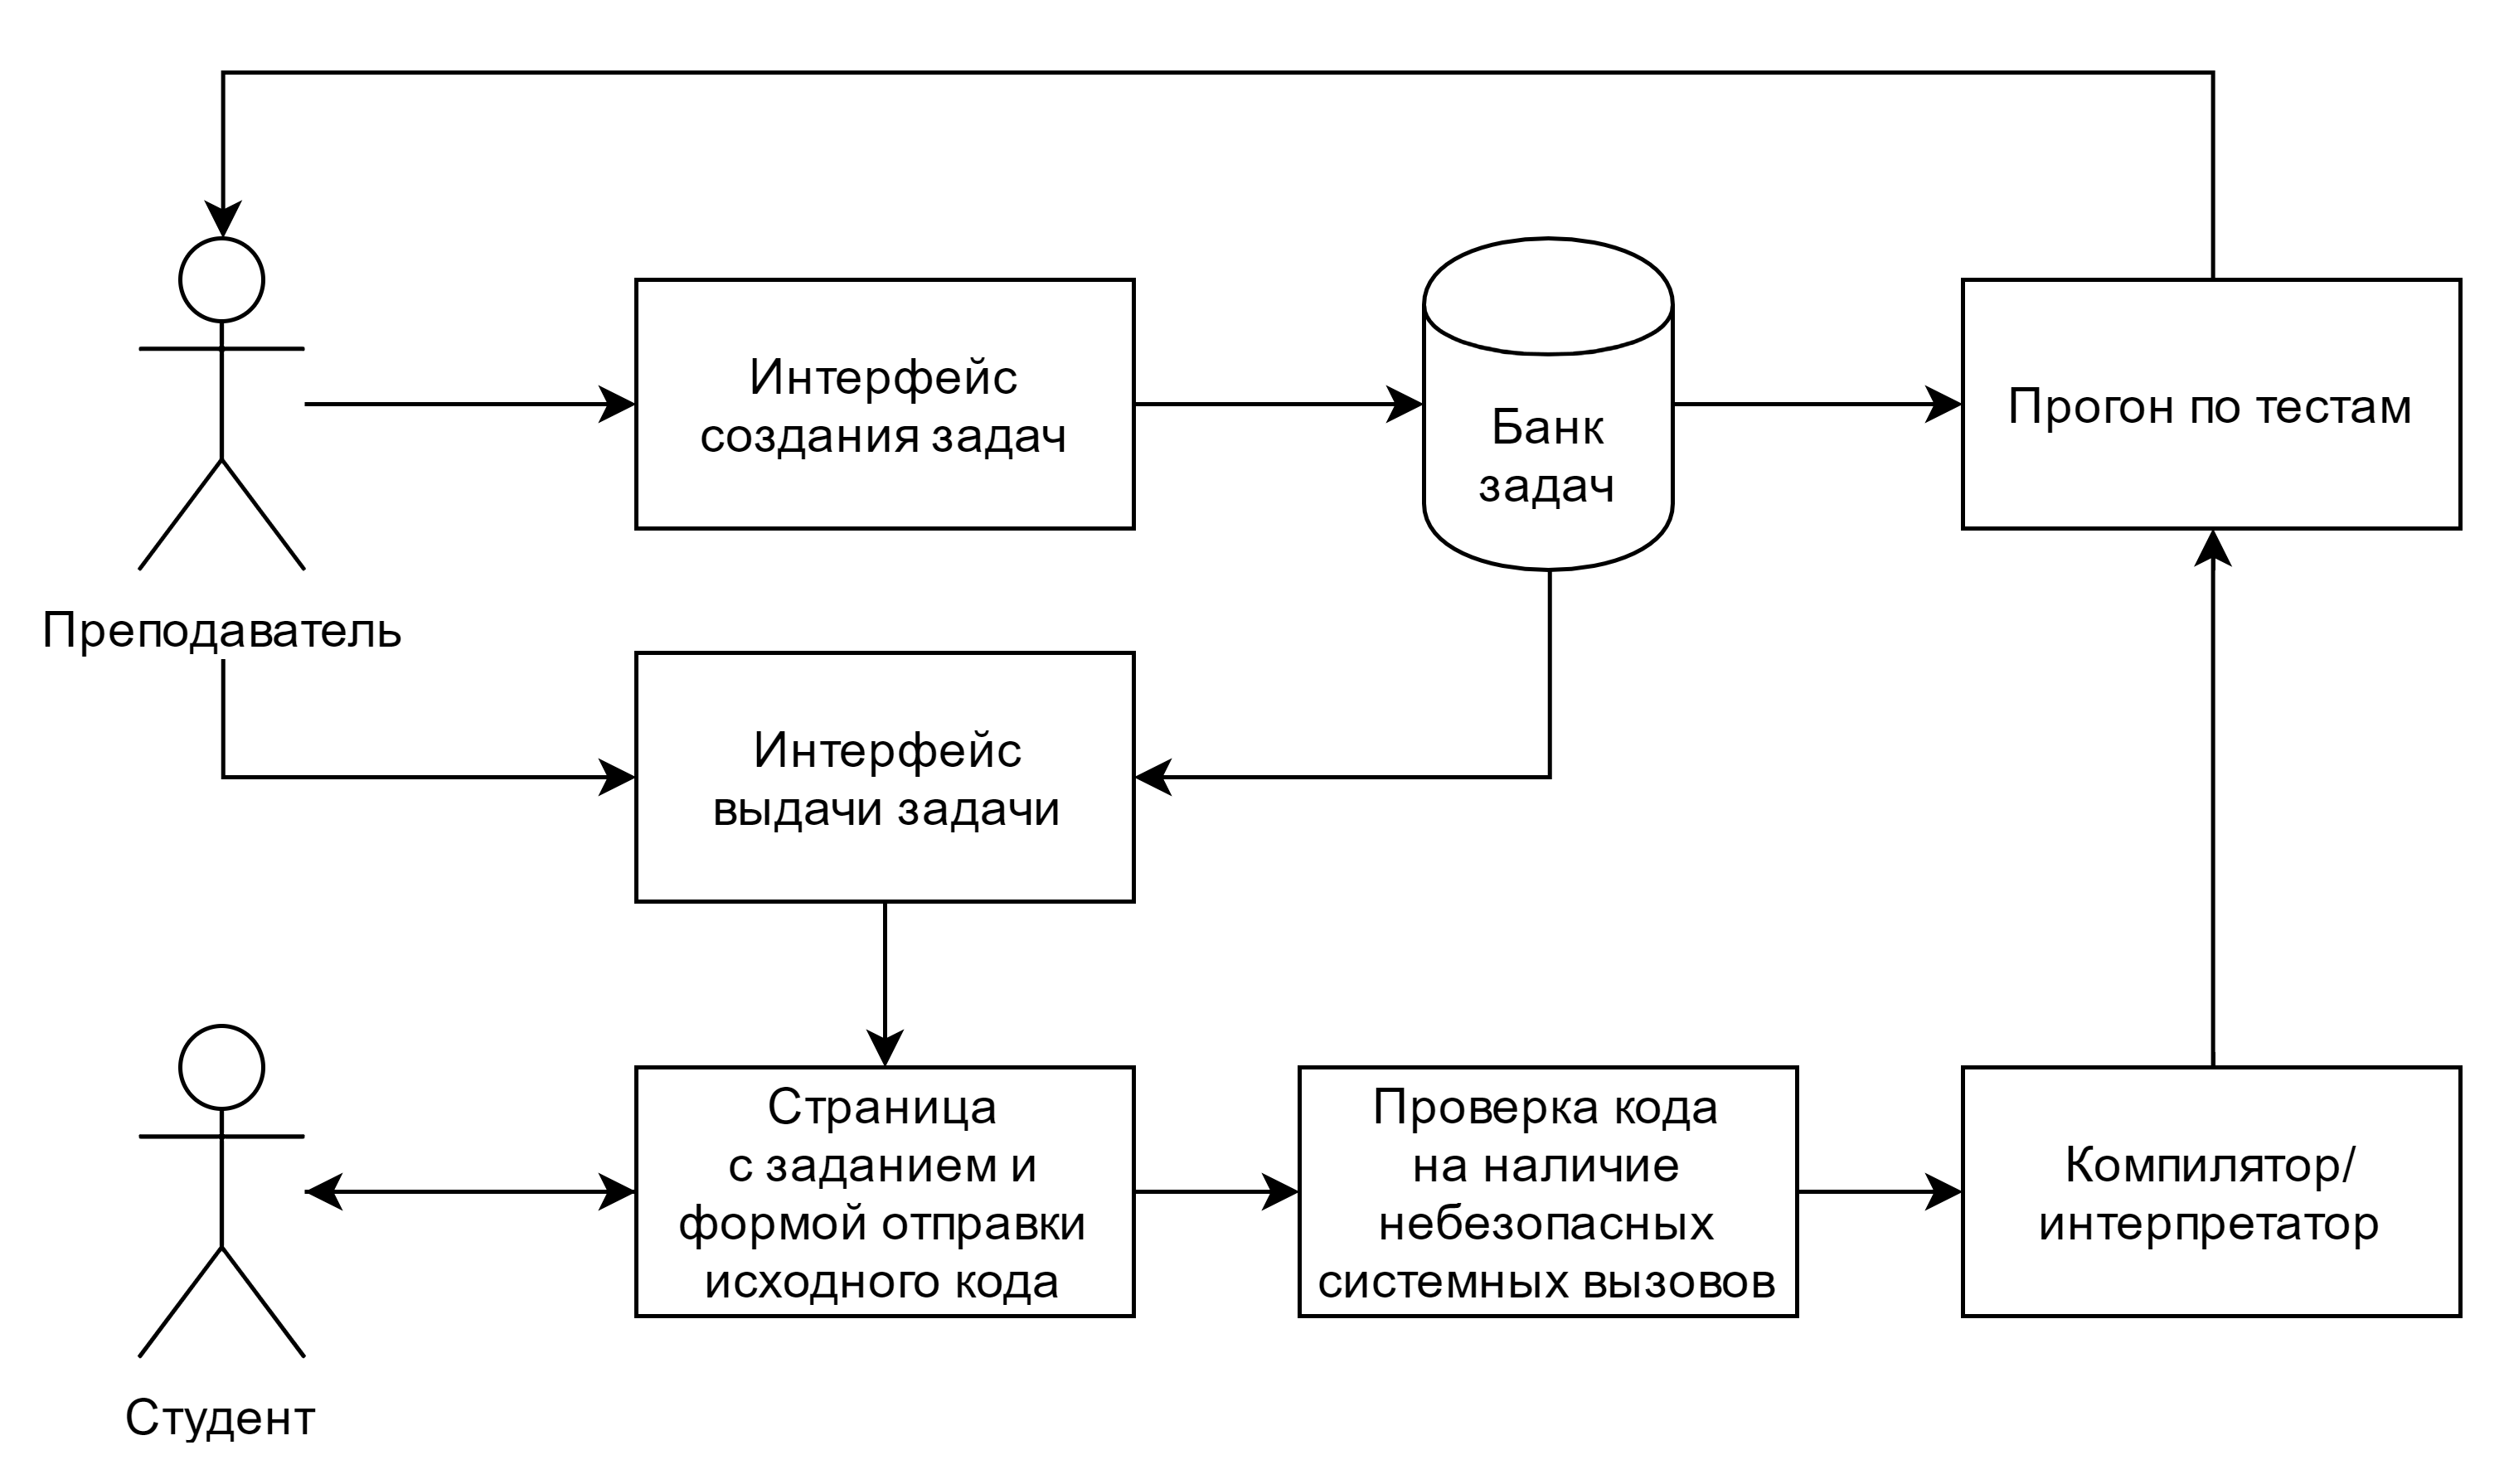 Интерфейс
создания задач
Банк
задач
Прогон по тестам
Преподаватель
Интерфейс
выдачи задачи
Страница
с заданием и
формой отправки
исходного кода
Проверка кода
на наличие
небезопасных
системных вызовов
Компилятор/
интерпретатор
Студент